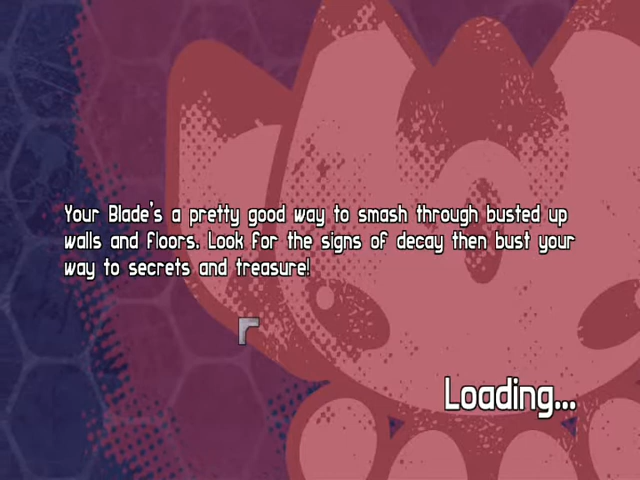 Your Blade's a pretty good way to smash through busted up
walls and floors. Look for the signs of decay then bust your
way to secrets and treasure!
Loading...